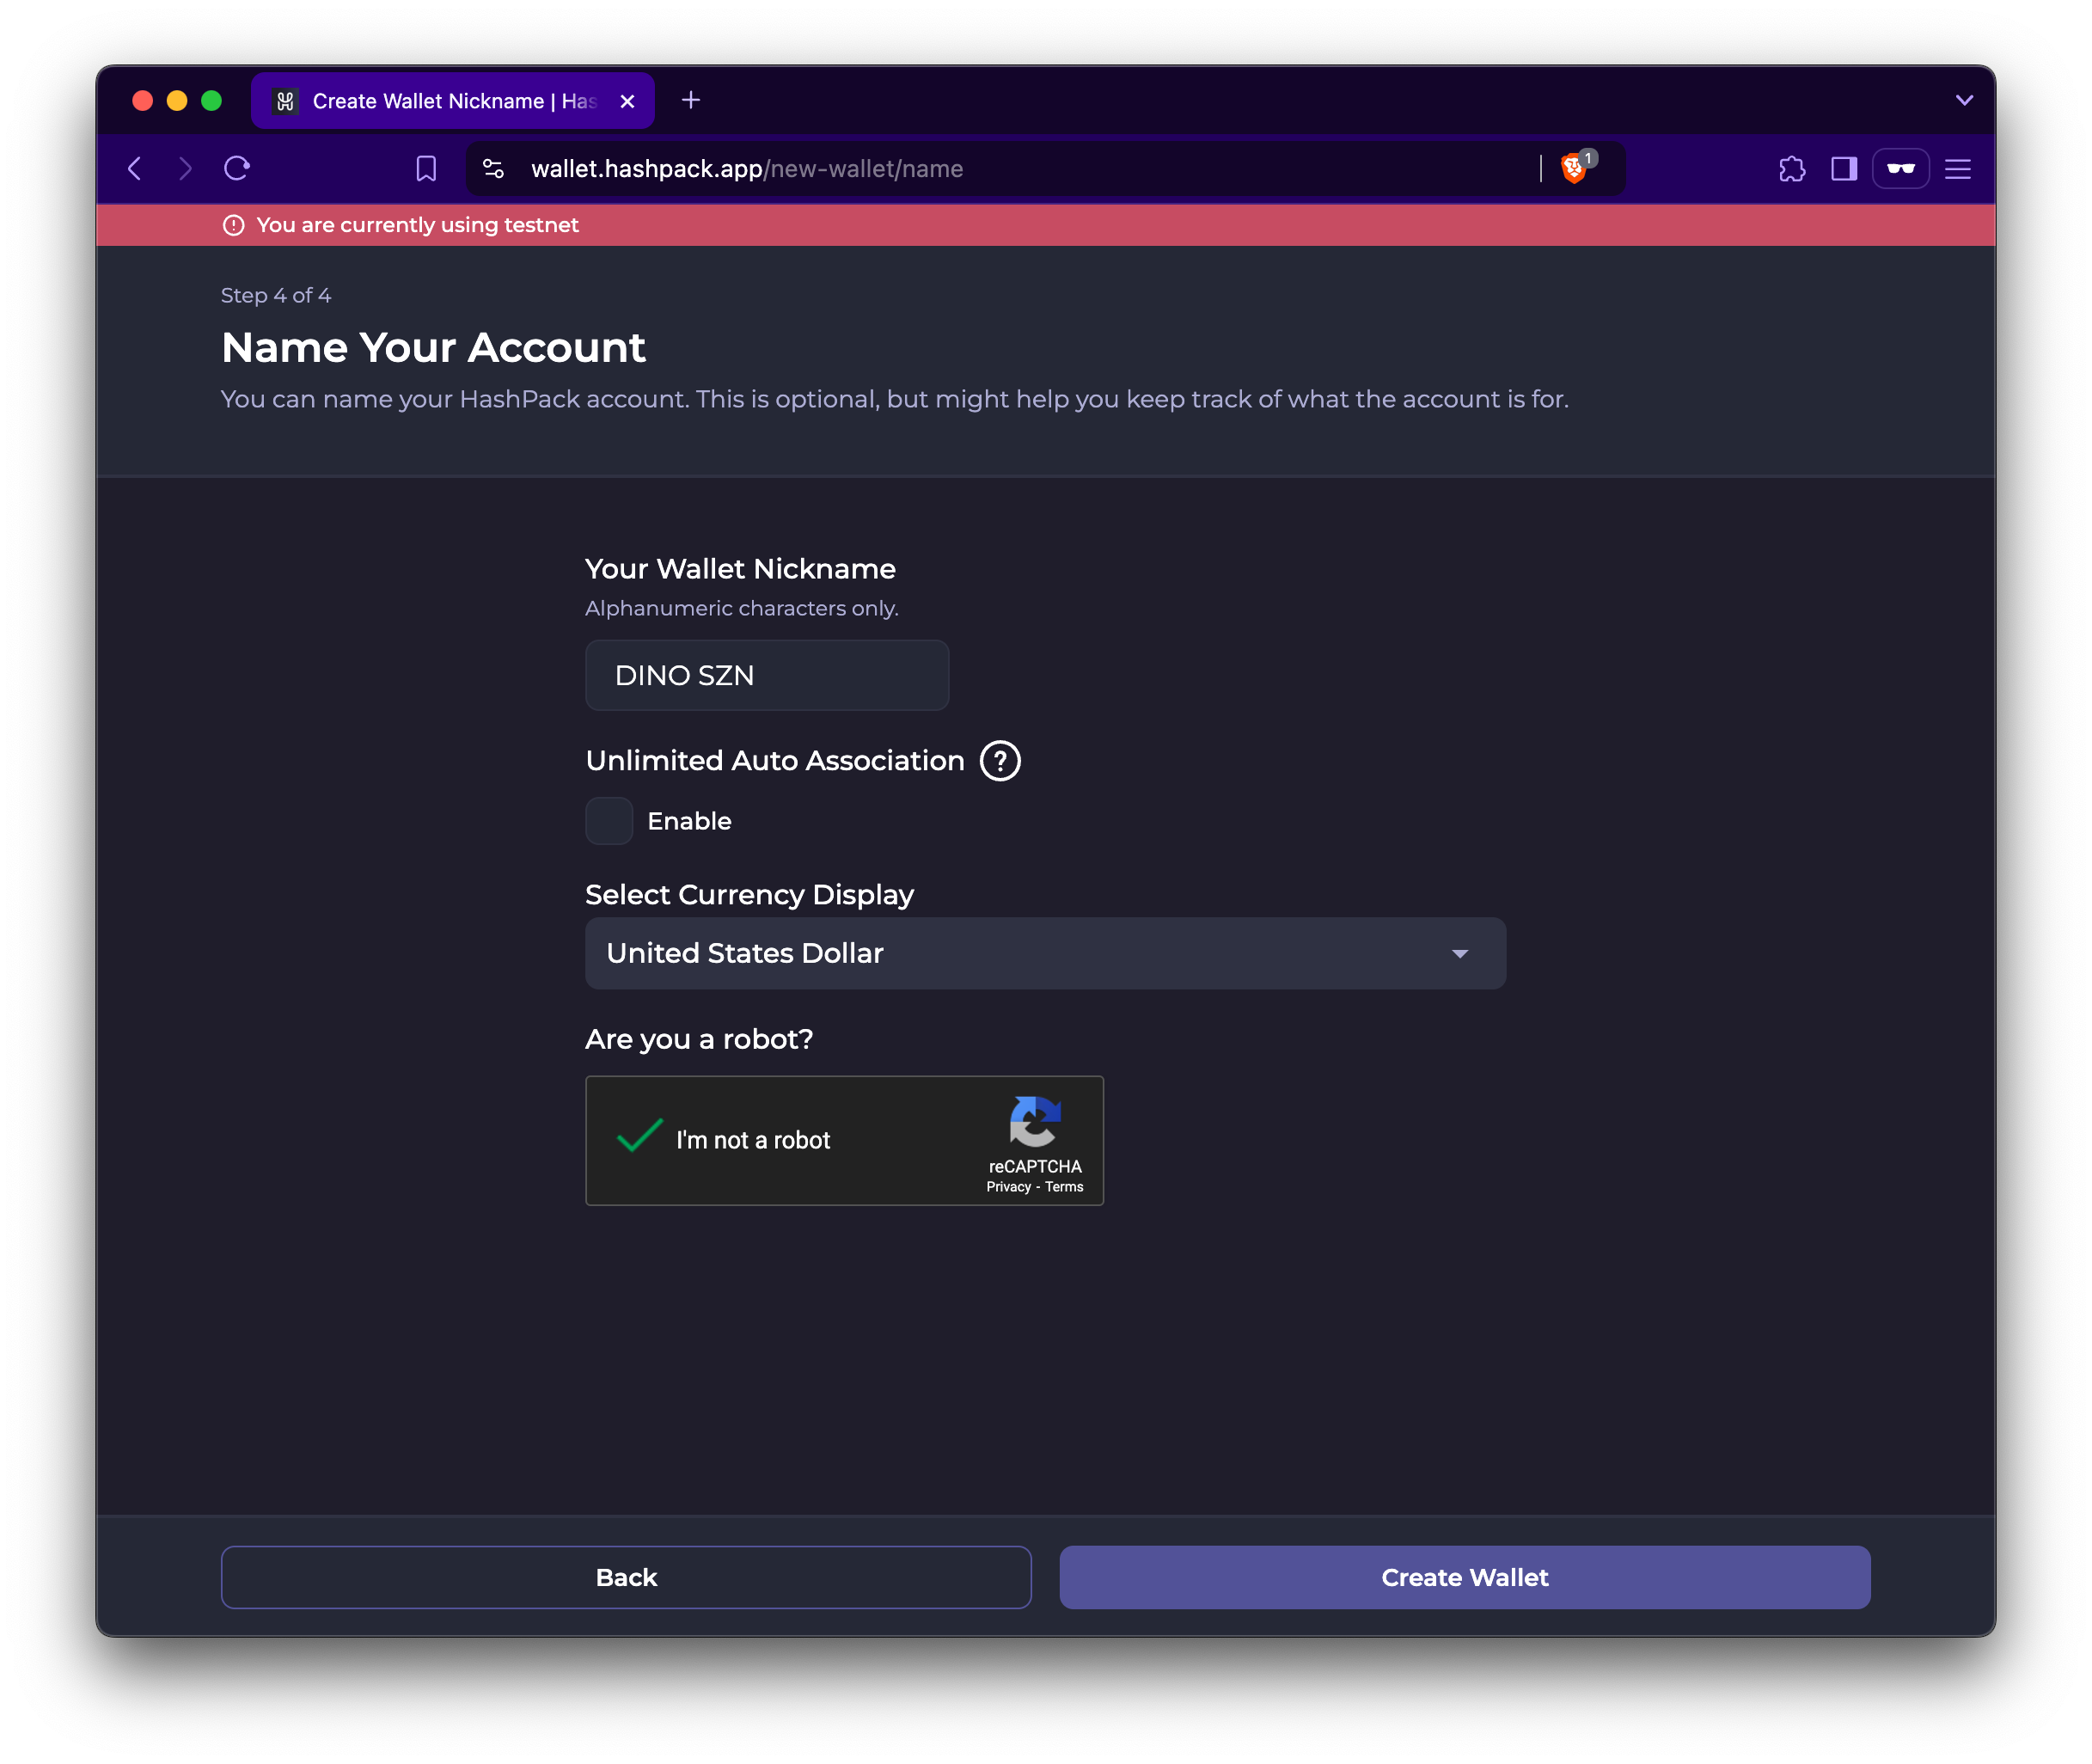 Create Wallet Nickname | Has
wallet.hashpack.app/new-wallet/name
1
You are currently using testnet
Step 4 of 4
Name Your Account
You can name your HashPack account. This is optional, but might help you keep track of what the account is for.
Your Wallet Nickname
Alphanumeric characters only.
DINO SZN
Unlimited Auto Association ?
Enable
Select Currency Display
United States Dollar
Are you a robot?
I'm not a robot
reCAPTCHA
Privacy - Terms
Back
Create Wallet